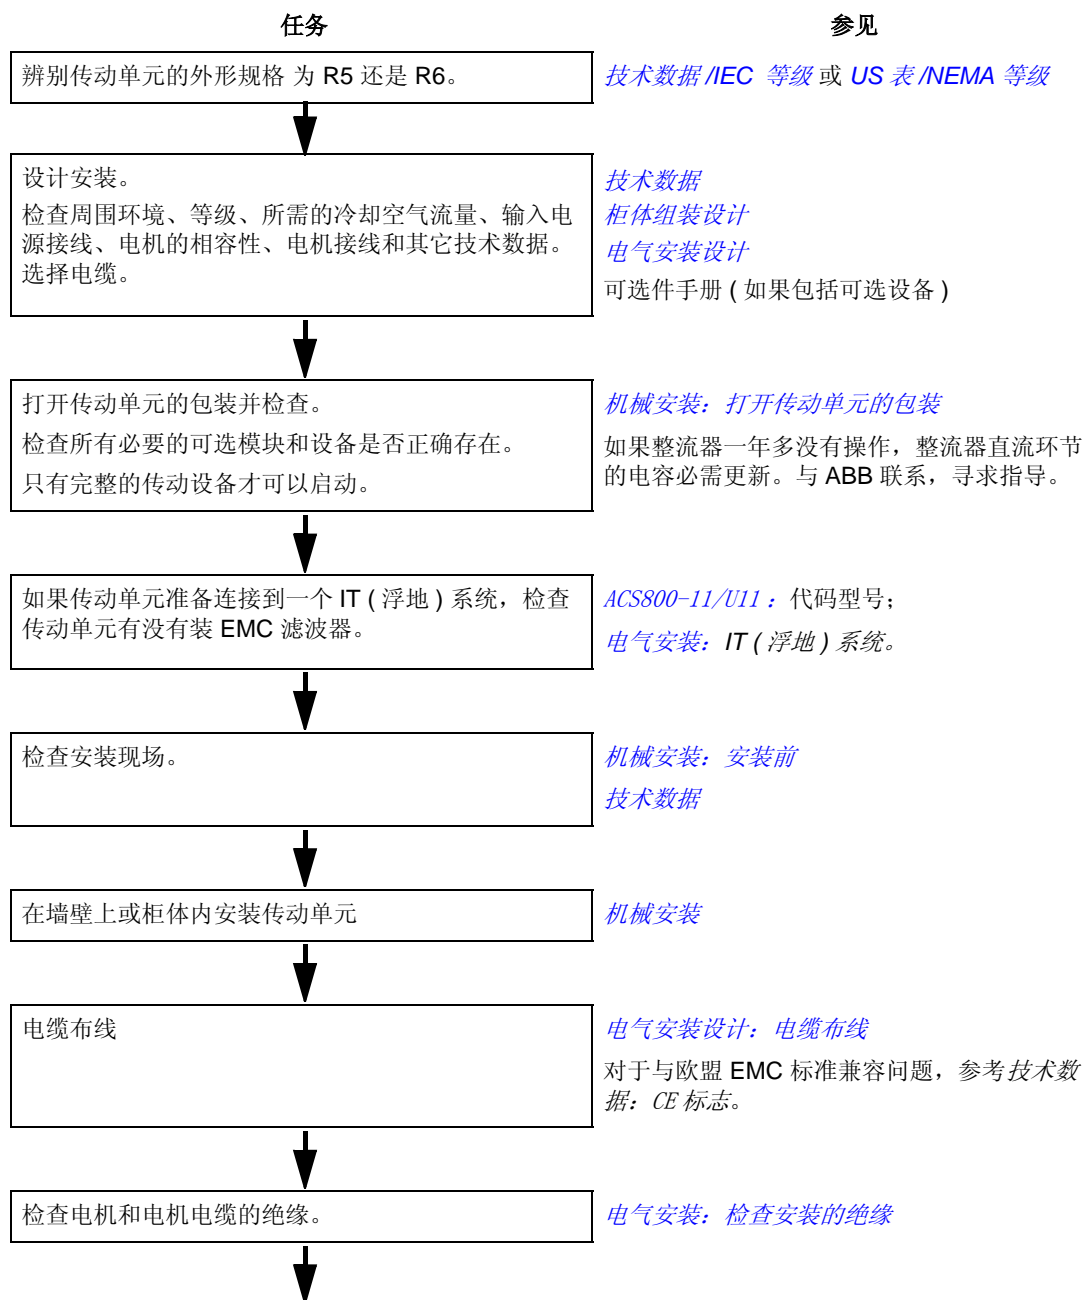 任务
参见
辨别传动单元的外形规格 为 R5 还是 R6。
技术数据 /IEC 等级 或 US 表 /NEMA 等级
设计安装。
检查周围环境、等级、所需的冷却空气流量、输入电
源接线、电机的相容性、电机接线和其它技术数据。
选择电缆。
技术数据
柜体组装设计
电气安装设计
可选件手册 ( 如果包括可选设备 )
打开传动单元的包装并检查。
检查所有必要的可选模块和设备是否正确存在。
只有完整的传动设备才可以启动。
机械安装：打开传动单元的包装
如果整流器一年多没有操作，整流器直流环节
的电容必需更新。与 ABB 联系，寻求指导。
如果传动单元准备连接到一个 IT ( 浮地 ) 系统，检查
传动单元有没有装 EMC 滤波器。
ACS800-11/U11 : 代码型号；
电气安装：IT ( 浮地 ) 系统。
检查安装现场。
机械安装：安装前
技术数据
在墙壁上或柜体内安装传动单元
机械安装
电缆布线
电气安装设计：电缆布线
对于与欧盟 EMC 标准兼容问题，参考技术数
据：CE 标志。
检查电机和电机电缆的绝缘。
电气安装：检查安装的绝缘